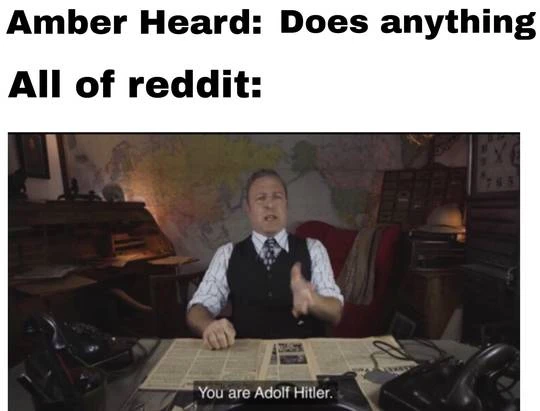 Amber Heard: Does anything
All of reddit:
You are Adolf Hitler.